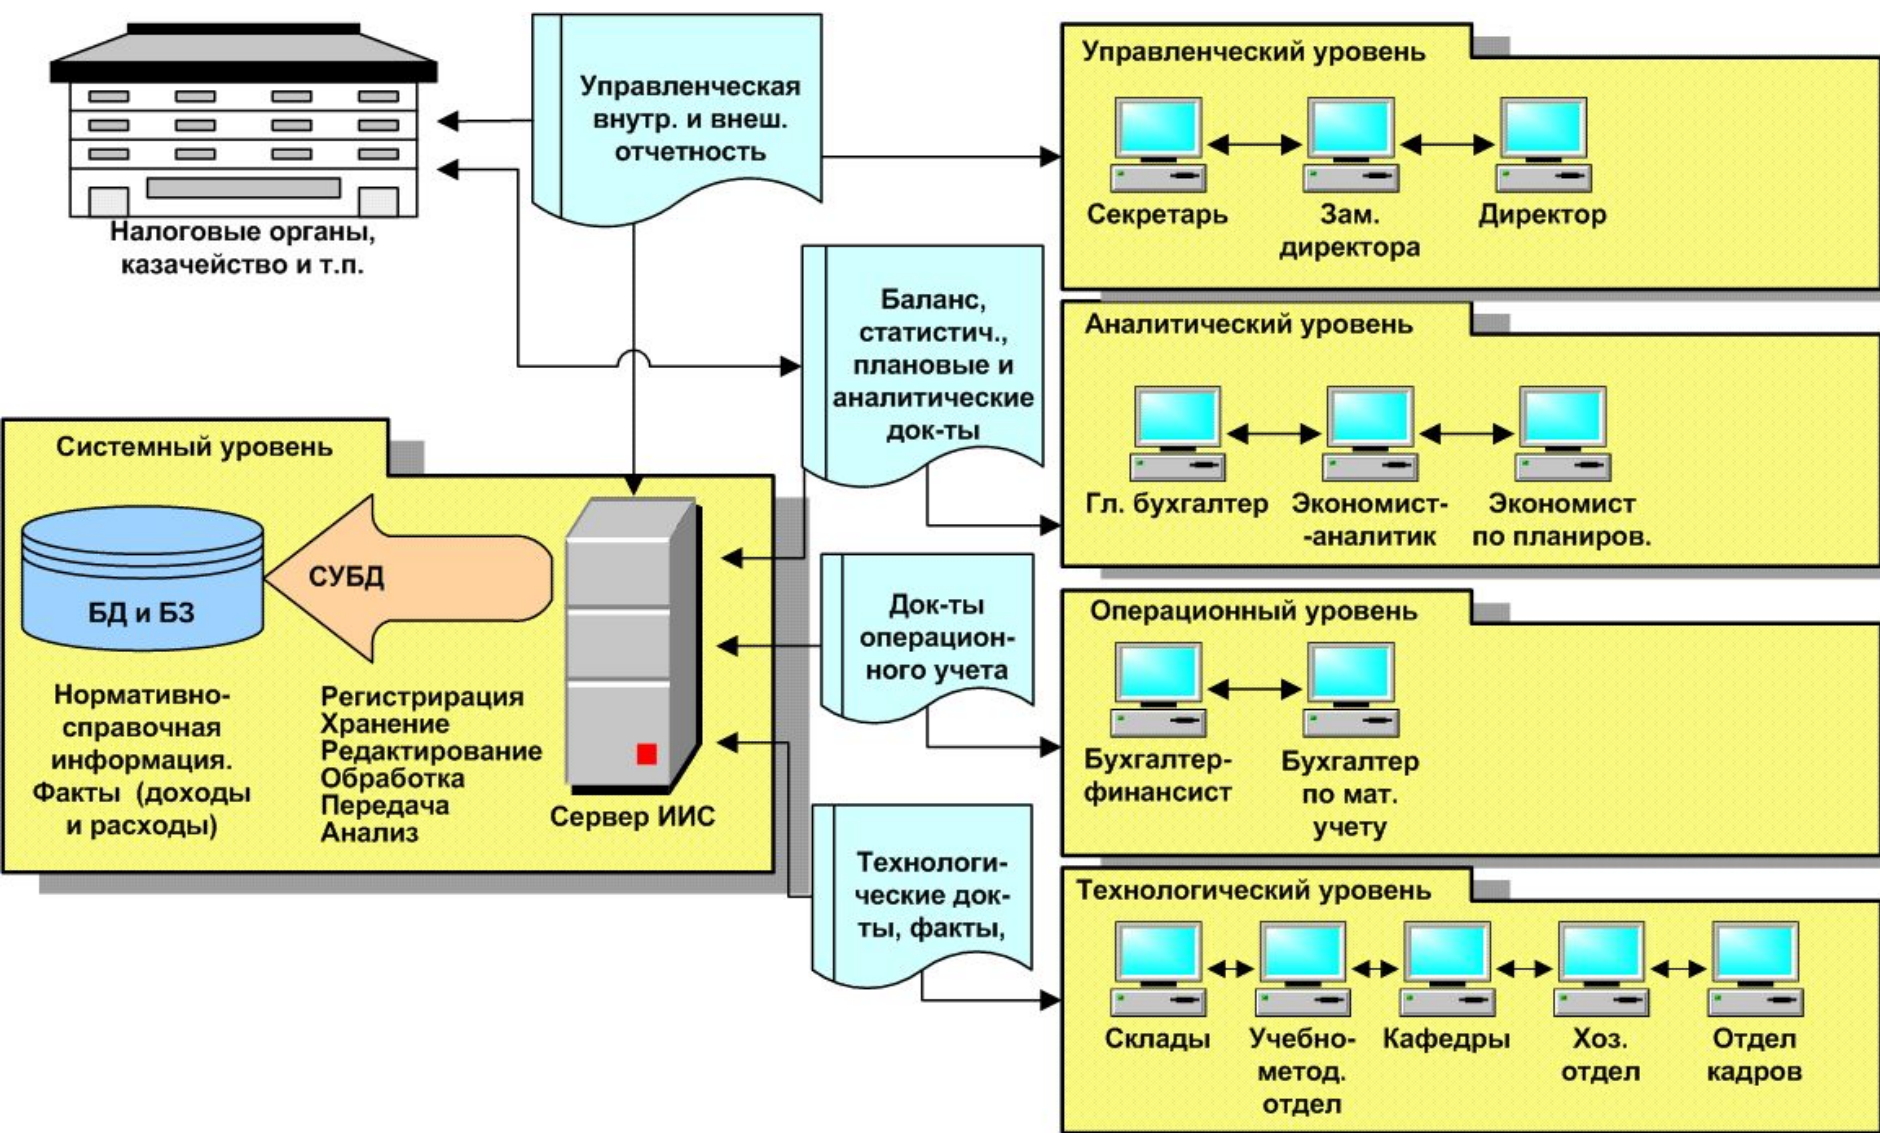 Налоговые органы,
казачейство и т.п.
Управленческая
внутр. и внеш.
отчетность
Управленческий уровень
Секретарь
Зам.
директора
Директор
Баланс,
статистич.,
плановые и
аналитические
док-ты
Аналитический уровень
Гл. бухгалтер
Экономист-
-аналитик
Экономист
по планиров.
Системный уровень
СУБД
БД и БЗ
Нормативно-
справочная
информация.
Факты (доходы
и расходы)
Регистрирация
Хранение
Редактирование
Обработка
Передача
Анализ
Сервер ИИС
Док-ты
операцион-
ного учета
Операционный уровень
Бухгалтер-
финансист
Бухгалтер
по мат.
учету
Технологи-
ческие док-
ты, факты,
Технологический уровень
Склады
Учебно-
метод.
отдел
Кафедры
Хоз.
отдел
Отдел
кадров